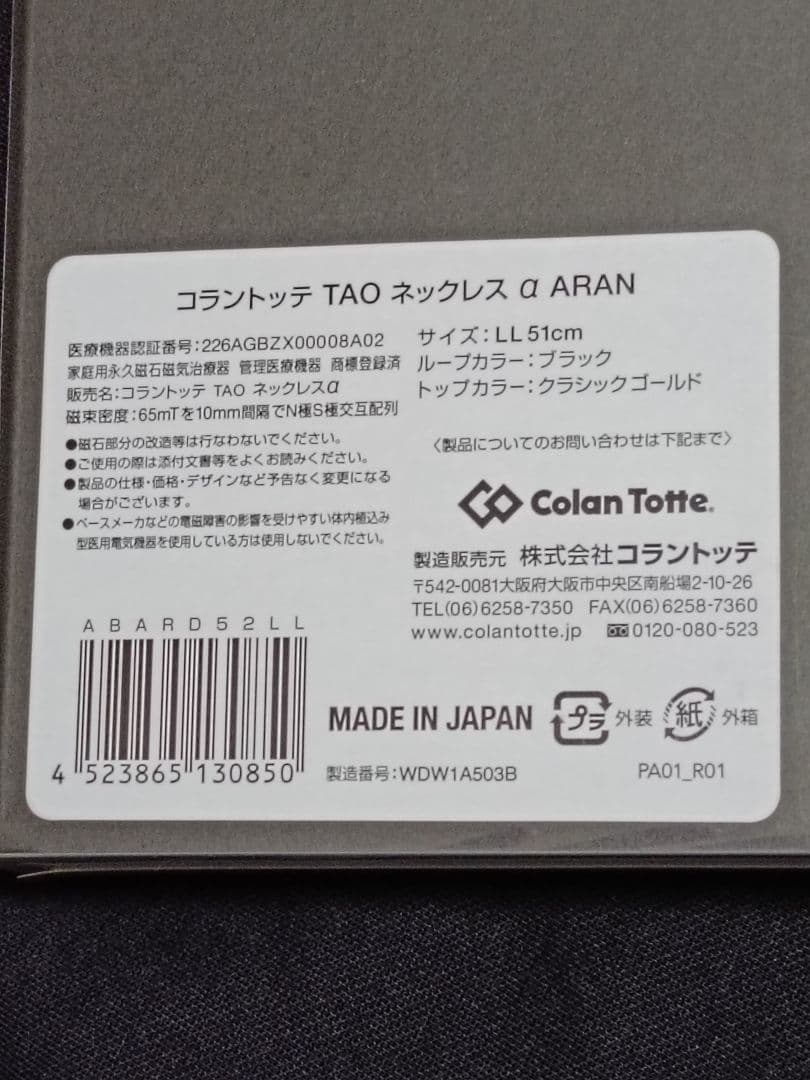 コラントッテ TAO ネックレス α ARAN
医療機器認証番号:226AGBZX00008A02
家庭用永久磁石磁気治療器 管理医療機器 商標登録済
販売名:コラントッテ TAO ネックレスα
磁束密度:65mTを10mm間隔でN極S極交互配列
●磁石部分の改造等は行なわないでください。
●ご使用の際は添付文書等をよくお読みください。
●製品の仕様・価格・デザインなど予告なく変更になる
場合がございます。
●ペースメーカなどの電磁障害の影響を受けやすい体内植込み
型医用電気機器を使用している方は使用しないでください。
サイズ:LL 51cm
ループカラー:ブラック
トップカラー:クラシックゴールド
〈製品についてのお問い合わせは下記まで〉
Colan Totte.
製造販売元 株式会社コラントッテ
〒542-0081大阪府大阪市中央区南船場2-10-26
TEL(06)6258-7350 FAX(06)6258-7360
www.colantotte.jp 0120-080-523
ABARD52LL
4 523865 130850
MADE IN JAPAN
プラ 外装 紙 外箱
製造番号:WDW1A503B
PA01_R01